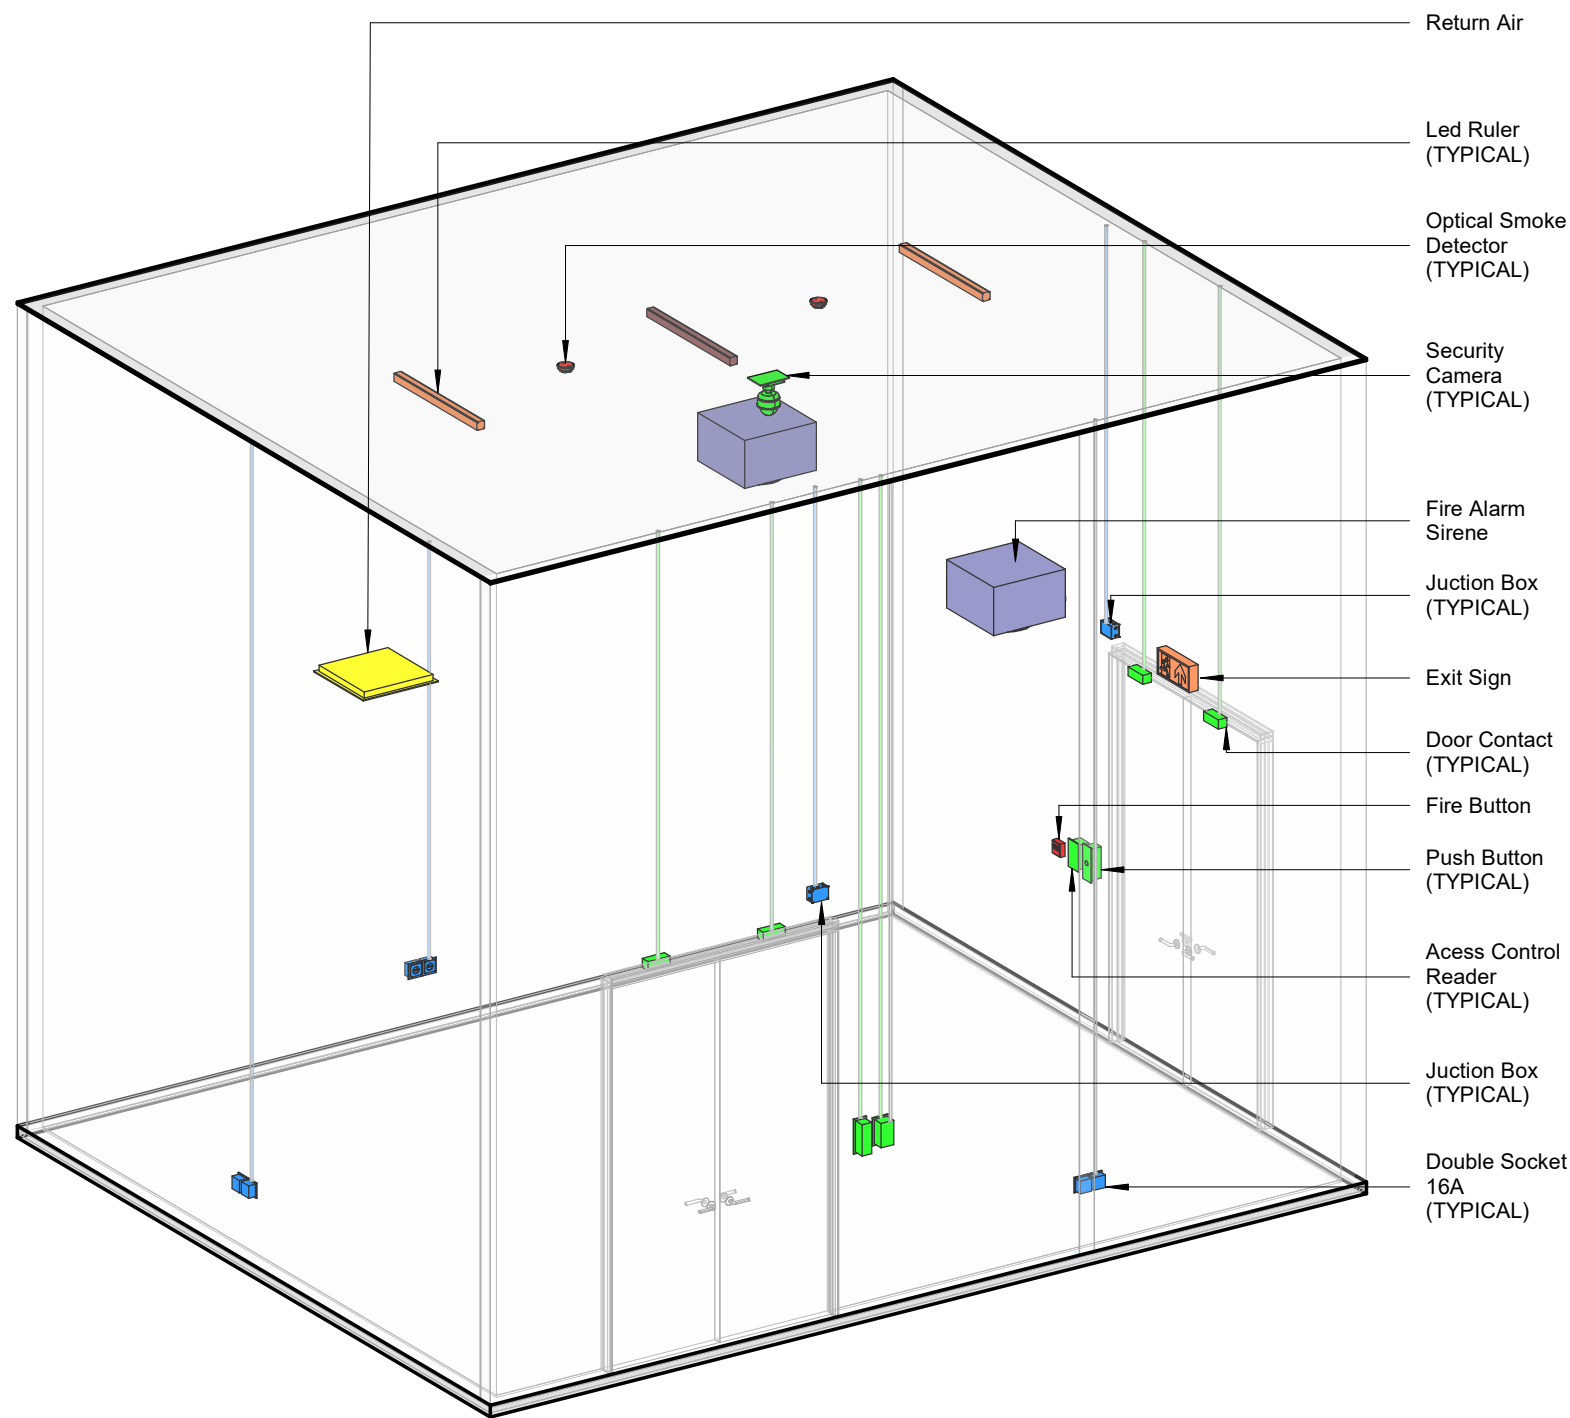 Return Air
Led Ruler
(TYPICAL)
Optical Smoke
Detector
(TYPICAL)
Security
Camera
(TYPICAL)
Fire Alarm
Sirene
Juction Box
(TYPICAL)
Exit Sign
Door Contact
(TYPICAL)
Fire Button
Push Button
(TYPICAL)
Acess Control
Reader
(TYPICAL)
Juction Box
(TYPICAL)
Double Socket
16A
(TYPICAL)